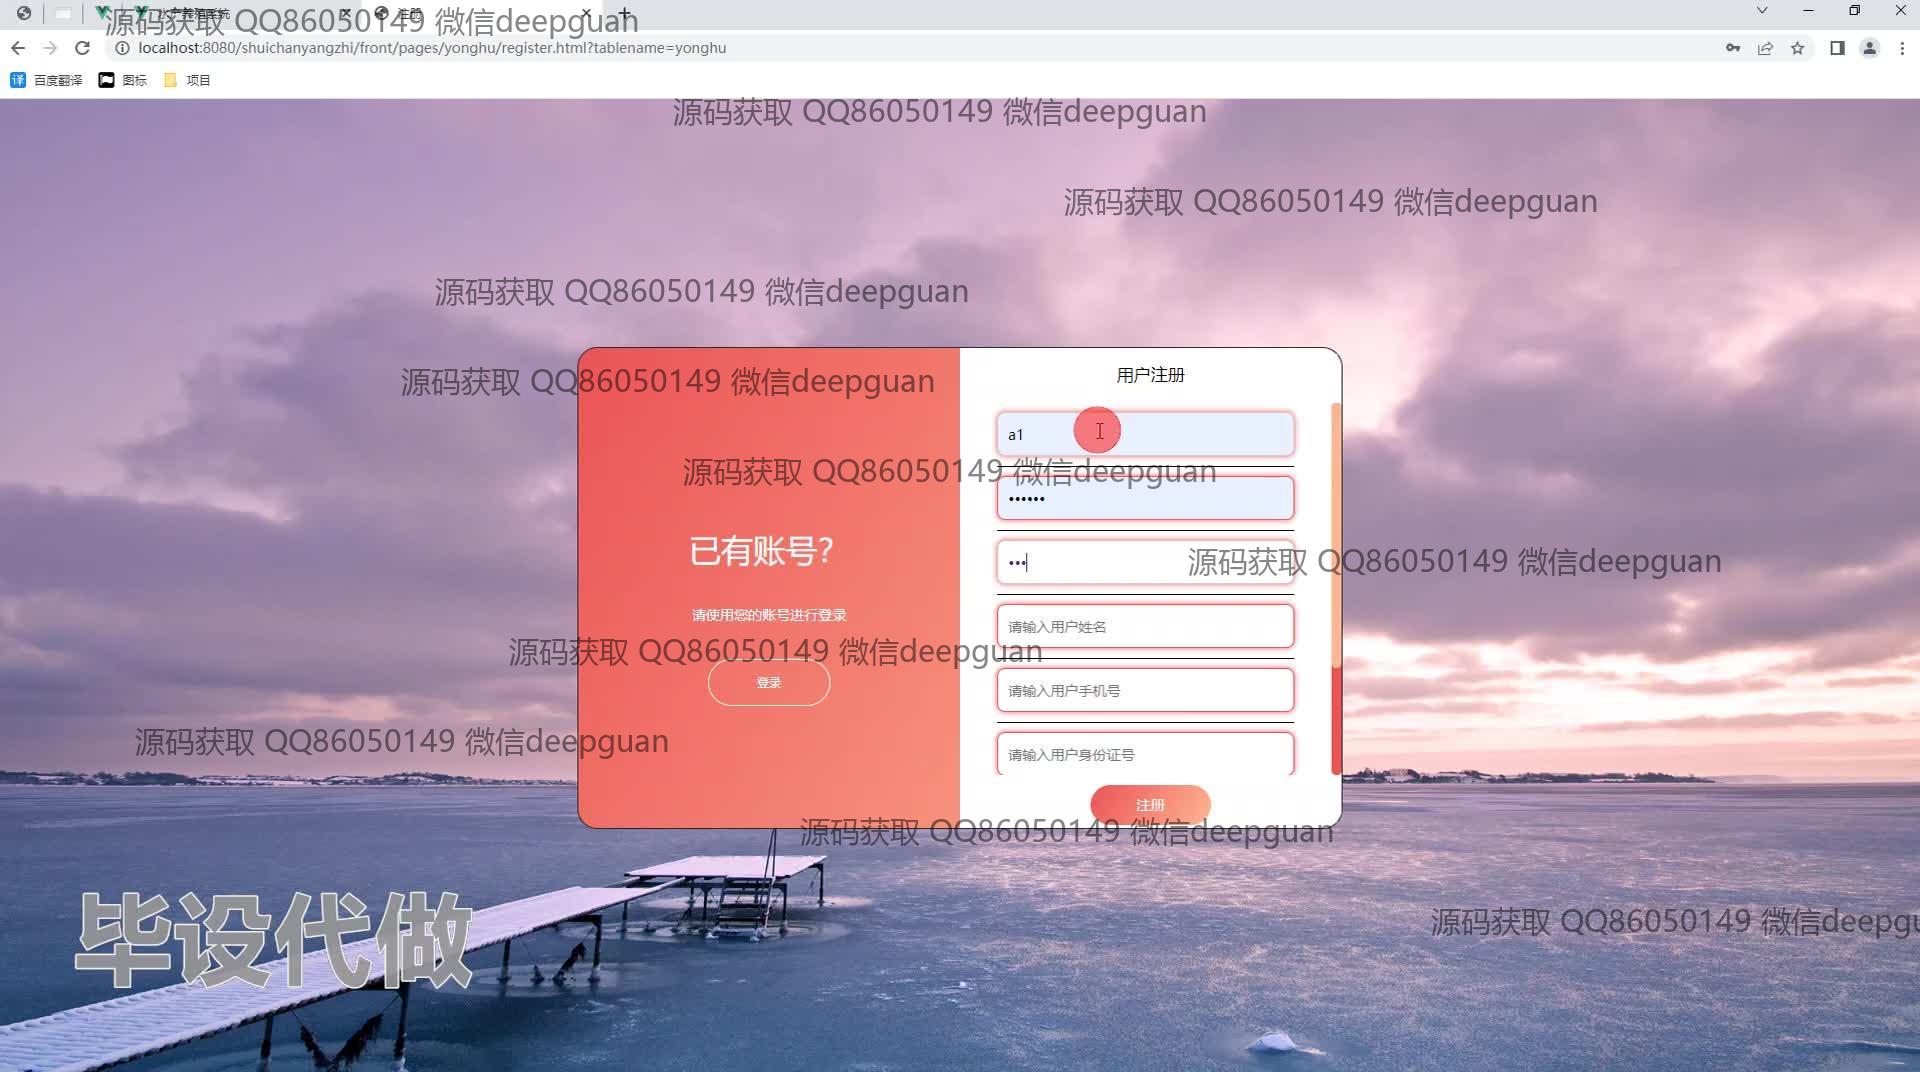 水产养殖系统
注册
源码获取 QQ86050149 微信deepguan
localhost:8080/shuichanyangzhi/front/pages/yonghu/register.html?tablename=yonghu
译 百度翻译 图标 项目
源码获取 QQ86050149 微信deepguan
源码获取 QQ86050149 微信deepguan
源码获取 QQ86050149 微信deepguan
用户注册
源码获取 QQ86050149 微信deepguan
a1
源码获取 QQ86050149 微信deepguan
••••••
已有账号?
•••
源码获取 QQ86050149 微信deepguan
请使用您的账号进行登录
请输入用户姓名
源码获取 QQ86050149 微信deepguan
登录
请输入用户手机号
源码获取 QQ86050149 微信deepguan
请输入用户身份证号
注册
源码获取 QQ86050149 微信deepguan
毕设代做
源码获取 QQ86050149 微信deepgu